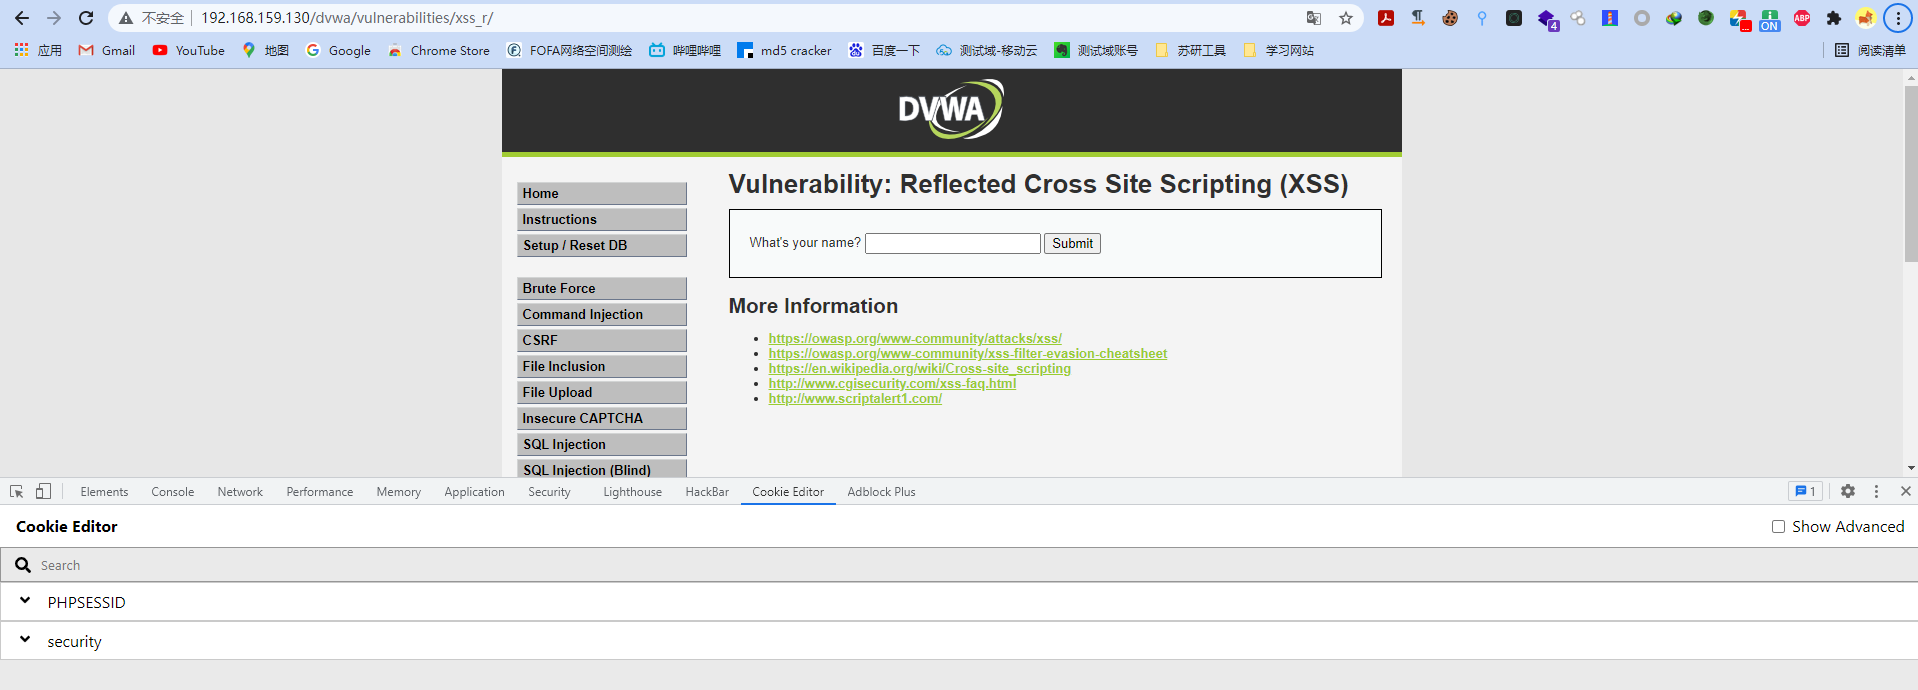 不安全 192.168.159.130/dvwa/vulnerabilities/xss_r/
4 ON ABP
应用 Gmail YouTube 地图 Google Chrome Store FOFA网络空间测绘 哔哩哔哩 md5 cracker 百度一下 测试域-移动云 测试域账号 苏研工具 学习网站 阅读清单
DVWA
Vulnerability: Reflected Cross Site Scripting (XSS)
What's your name? Submit
More Information
https://owasp.org/www-community/attacks/xss/
https://owasp.org/www-community/xss-filter-evasion-cheatsheet
https://en.wikipedia.org/wiki/Cross-site_scripting
http://www.cgisecurity.com/xss-faq.html
http://www.scriptalert1.com/
Home
Instructions
Setup / Reset DB
Brute Force
Command Injection
CSRF
File Inclusion
File Upload
Insecure CAPTCHA
SQL Injection
SQL Injection (Blind)
Elements Console Network Performance Memory Application Security Lighthouse HackBar Cookie Editor Adblock Plus 1
Cookie Editor Show Advanced
Search
PHPSESSID
security